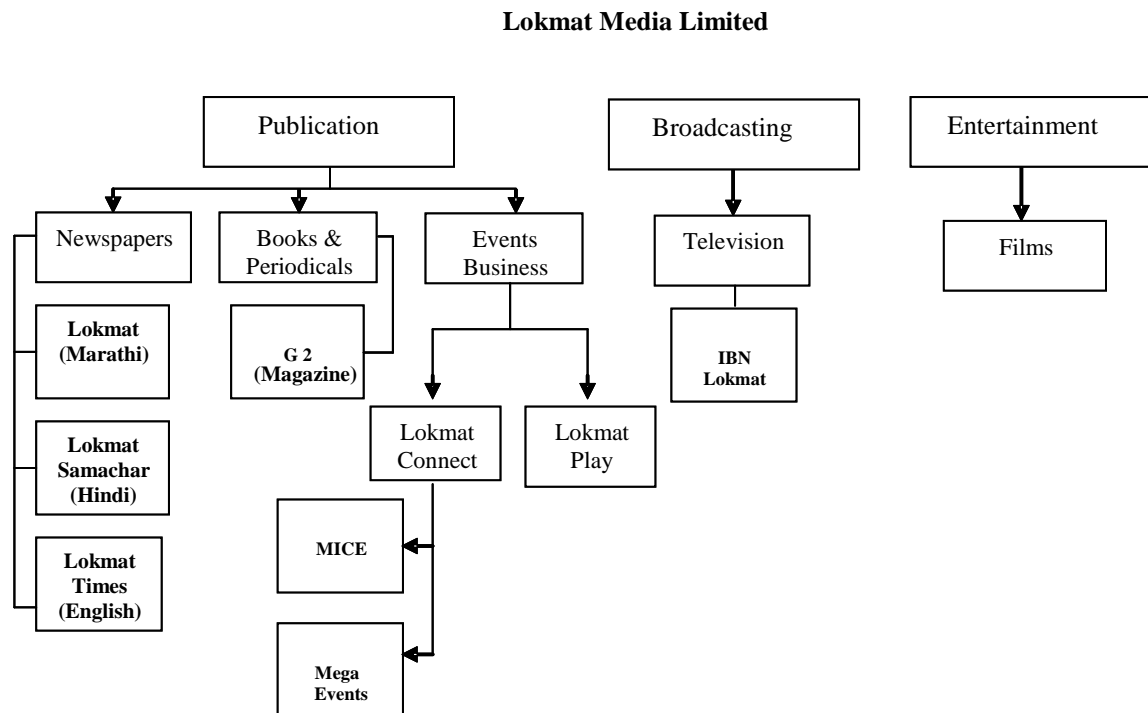 Lokmat Media Limited
Publication
Broadcasting
Entertainment
Newspapers
Books &
Periodicals
Events
Business
Television
Films
Lokmat
(Marathi)
G 2
(Magazine)
IBN
Lokmat
Lokmat
Connect
Lokmat
Play
Lokmat
Samachar
(Hindi)
MICE
Lokmat
Times
(English)
Mega
Events